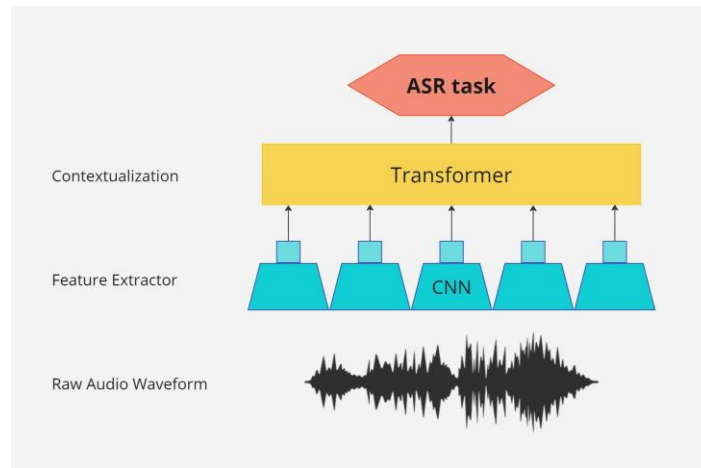 ASR task
Contextualization
Transformer
Feature Extractor
CNN
Raw Audio Waveform